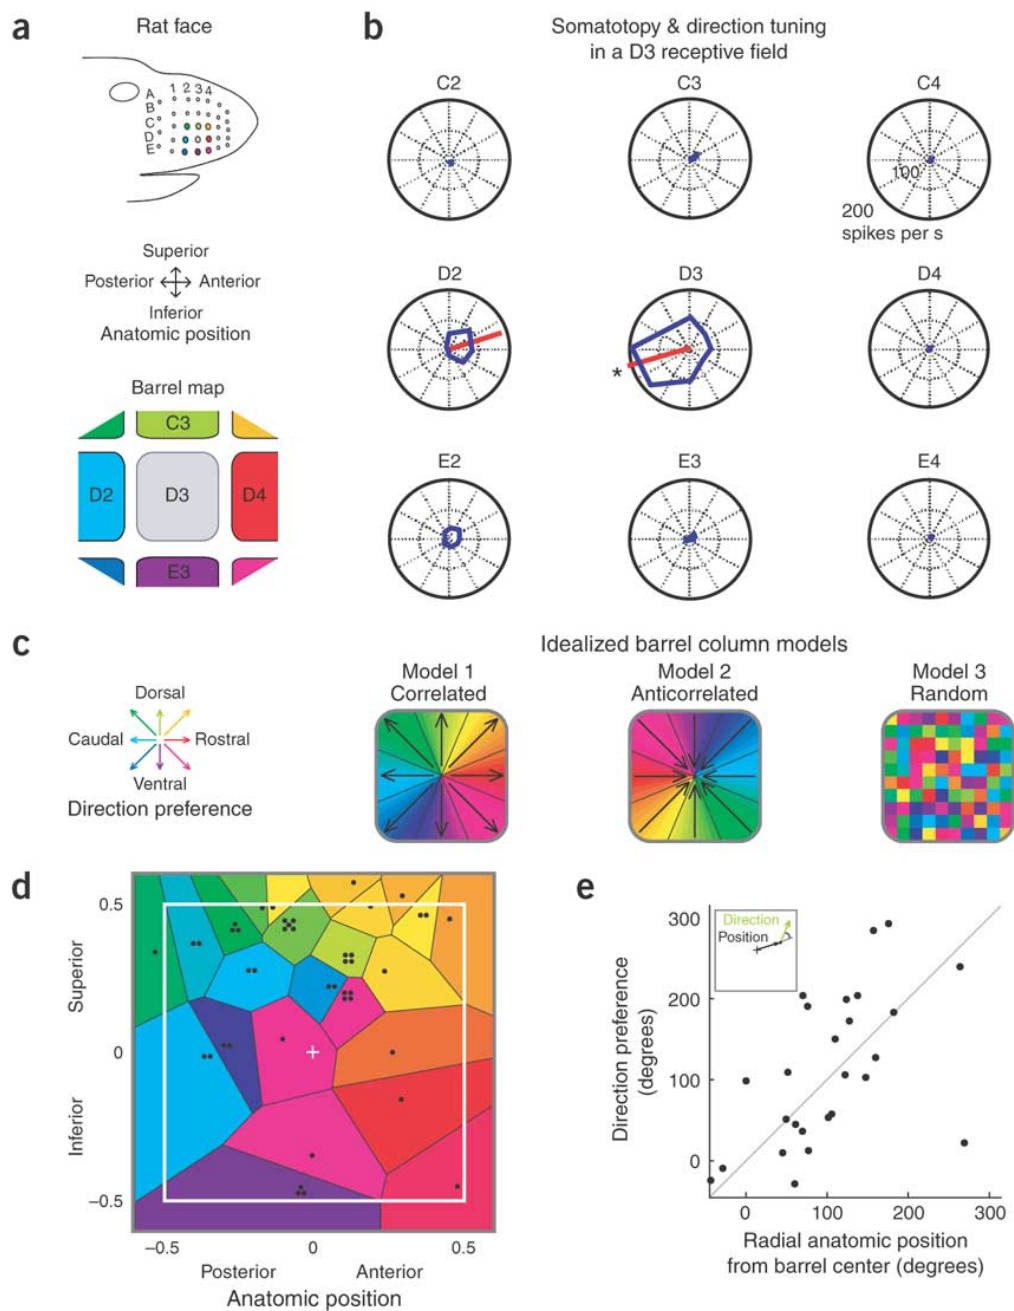 a
Rat face
1 2 3 4
A
B
C
D
E
Superior
Posterior Anterior
Inferior
Anatomic position
Barrel map
C3
D2 D3 D4
E3
b
Somatotopy & direction tuning
in a D3 receptive field
C2 C3 C4
100
200
spikes per s
D2 D3 D4
*
E2 E3 E4
c
Idealized barrel column models
Dorsal
Caudal Rostral
Ventral
Direction preference
Model 1
Correlated
Model 2
Anticorrelated
Model 3
Random
d
0.5
0
–0.5
Superior
Inferior
–0.5 0 0.5
Posterior Anterior
Anatomic position
e
Direction
Position
300
200
100
0
Direction preference
(degrees)
0 100 200 300
Radial anatomic position
from barrel center (degrees)